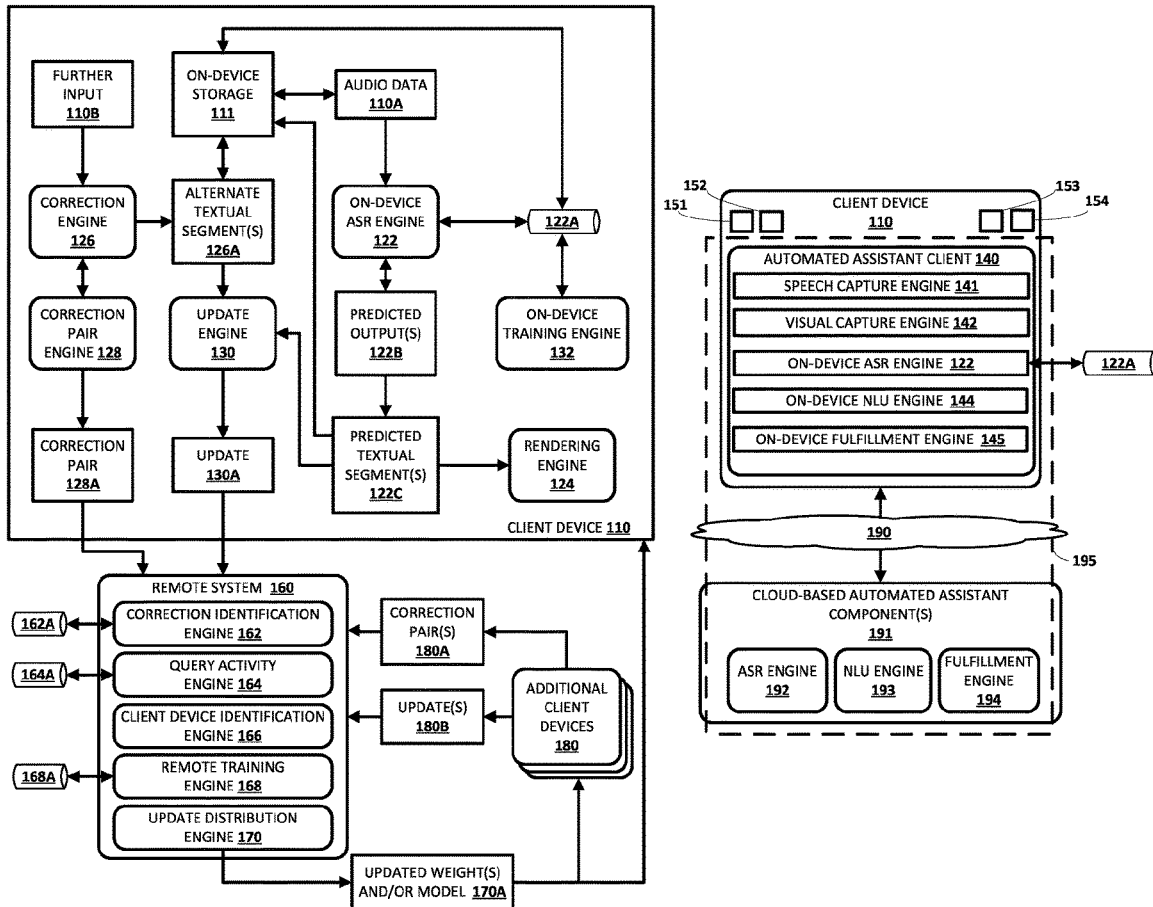 FURTHER
INPUT
110B
ON-DEVICE
STORAGE
111
AUDIO DATA
110A
CORRECTION
ENGINE
126
ALTERNATE
TEXTUAL
SEGMENT(S)
126A
ON-DEVICE
ASR ENGINE
122
122A
CORRECTION
PAIR
ENGINE 128
UPDATE
ENGINE
130
PREDICTED
OUTPUT(S)
122B
ON-DEVICE
TRAINING ENGINE
132
CORRECTION
PAIR
128A
UPDATE
130A
PREDICTED
TEXTUAL
SEGMENT(S)
122C
RENDERING
ENGINE
124
CLIENT DEVICE 110
REMOTE SYSTEM 160
CORRECTION IDENTIFICATION
ENGINE 162
162A
QUERY ACTIVITY
ENGINE 164
164A
CLIENT DEVICE IDENTIFICATION
ENGINE 166
REMOTE TRAINING
ENGINE 168
168A
UPDATE DISTRIBUTION
ENGINE 170
CORRECTION
PAIR(S)
180A
UPDATE(S)
180B
ADDITIONAL
CLIENT
DEVICES
180
UPDATED WEIGHT(S)
AND/OR MODEL 170A
152
151
153
154
CLIENT DEVICE
110
AUTOMATED ASSISTANT CLIENT 140
SPEECH CAPTURE ENGINE 141
VISUAL CAPTURE ENGINE 142
ON-DEVICE ASR ENGINE 122
122A
ON-DEVICE NLU ENGINE 144
ON-DEVICE FULFILLMENT ENGINE 145
190
195
CLOUD-BASED AUTOMATED ASSISTANT
COMPONENT(S)
191
ASR ENGINE
192
NLU ENGINE
193
FULFILLMENT
ENGINE
194